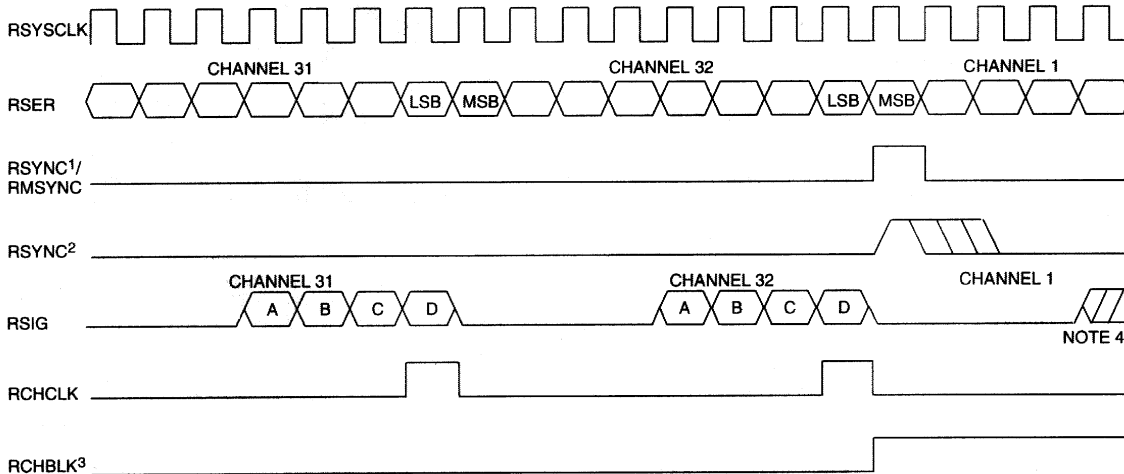 RSYSCLK
CHANNEL 31 CHANNEL 32 CHANNEL 1
RSER LSB MSB LSB MSB
RSYNC¹/
RMSYNC
RSYNC²
CHANNEL 31 CHANNEL 32 CHANNEL 1
RSIG A B C D A B C D
NOTE 4
RCHCLK
RCHBLK³